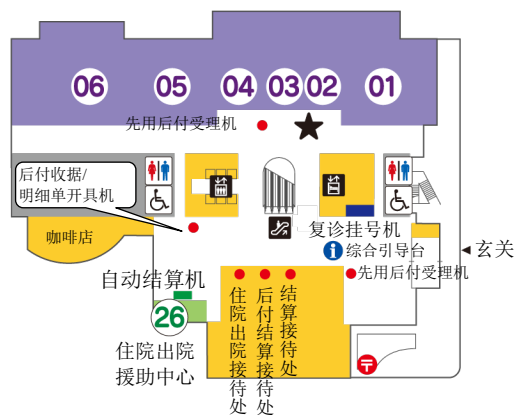 06
05
04
03
02
01
先用后付受理机
后付收据/
明细单开具机
咖啡店
复诊挂号机
i 综合引导台
玄关
先用后付受理机
自动结算机
26
住院出院
援助中心
住院出院接待处
后付结算接待处
结算接待处